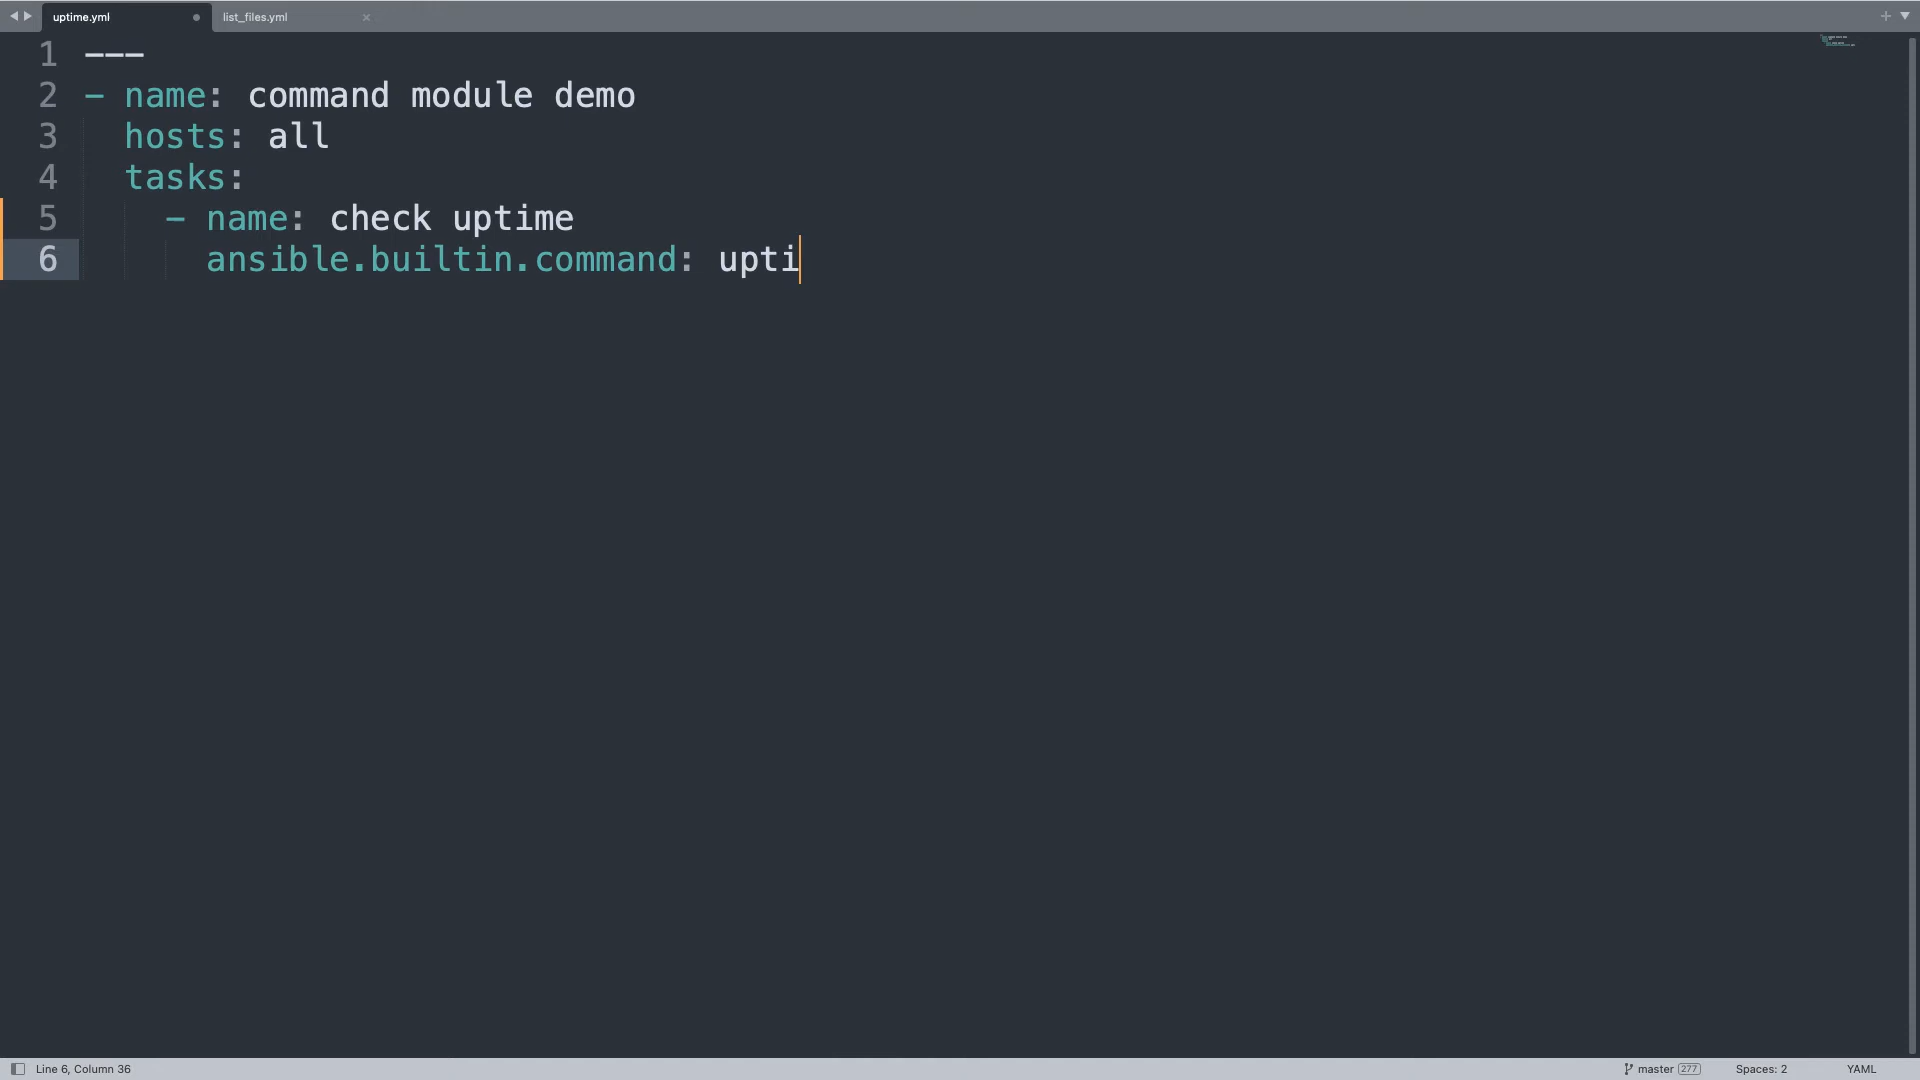 uptime.yml list_files.yml
1 ---
2 - name: command module demo
3 hosts: all
4 tasks:
5 - name: check uptime
6 ansible.builtin.command: upti
Line 6, Column 36 master 277 Spaces: 2 YAML